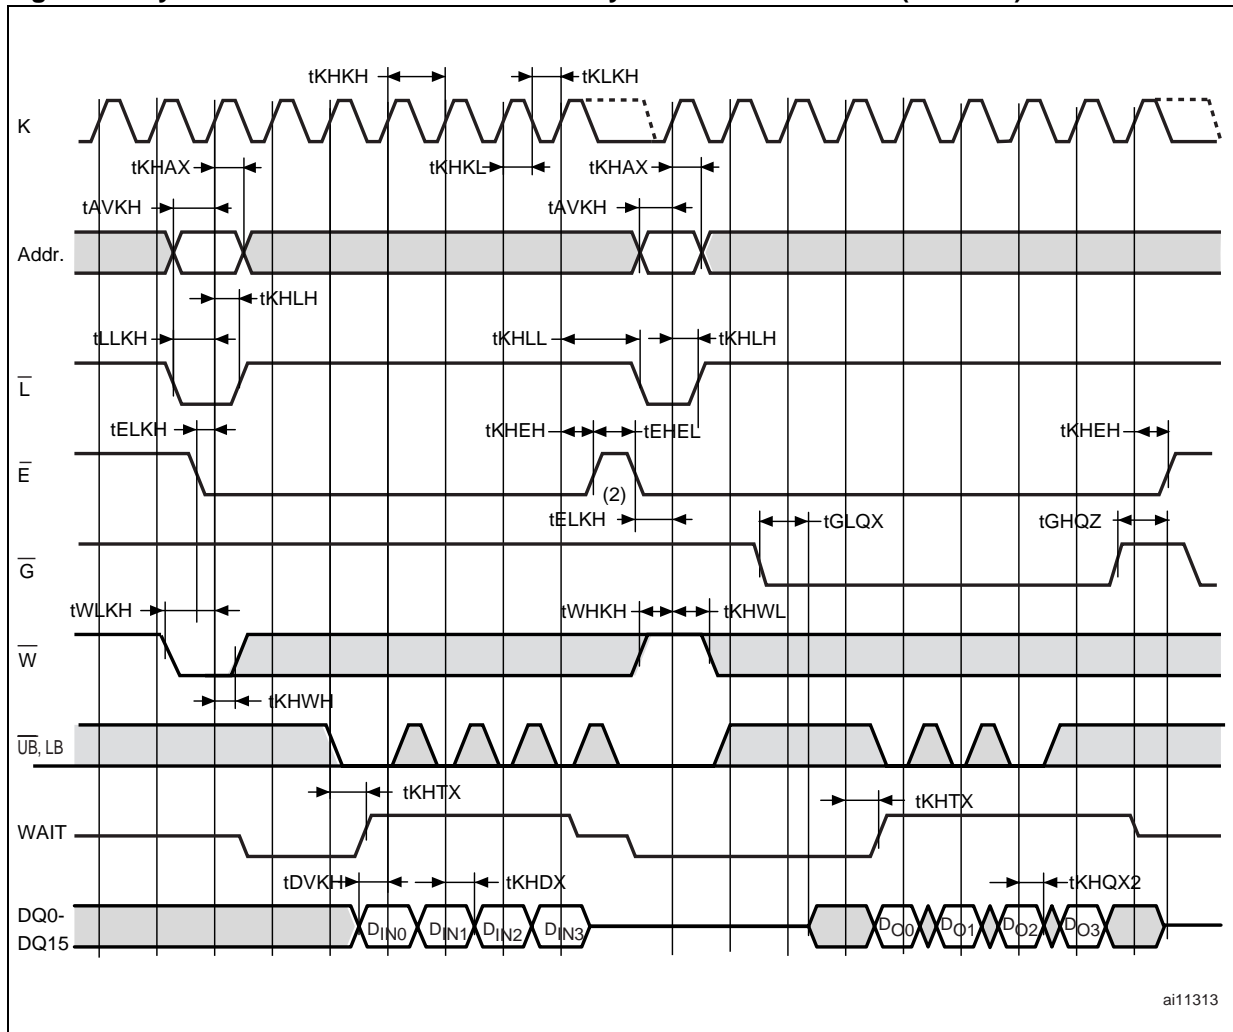 tKHKH tKLKH
K
tKHAX tKHKL tKHAX
tAVKH tAVKH
Addr.
tKHLH
tLLKH tKHLL tKHLH
L
tELKH tKHEH tEHEL tKHEH
E
(2)
tELKH tGLQX tGHQZ
G
tWLKH tWHKH tKHWL
W
tKHWH
UB, LB
tKHTX tKHTX
WAIT
tDVKH tKHDX tKHQX2
DQ0-
DQ15
DIN0 DIN1 DIN2 DIN3 DO0 DO1 DO2 DO3
ai11313